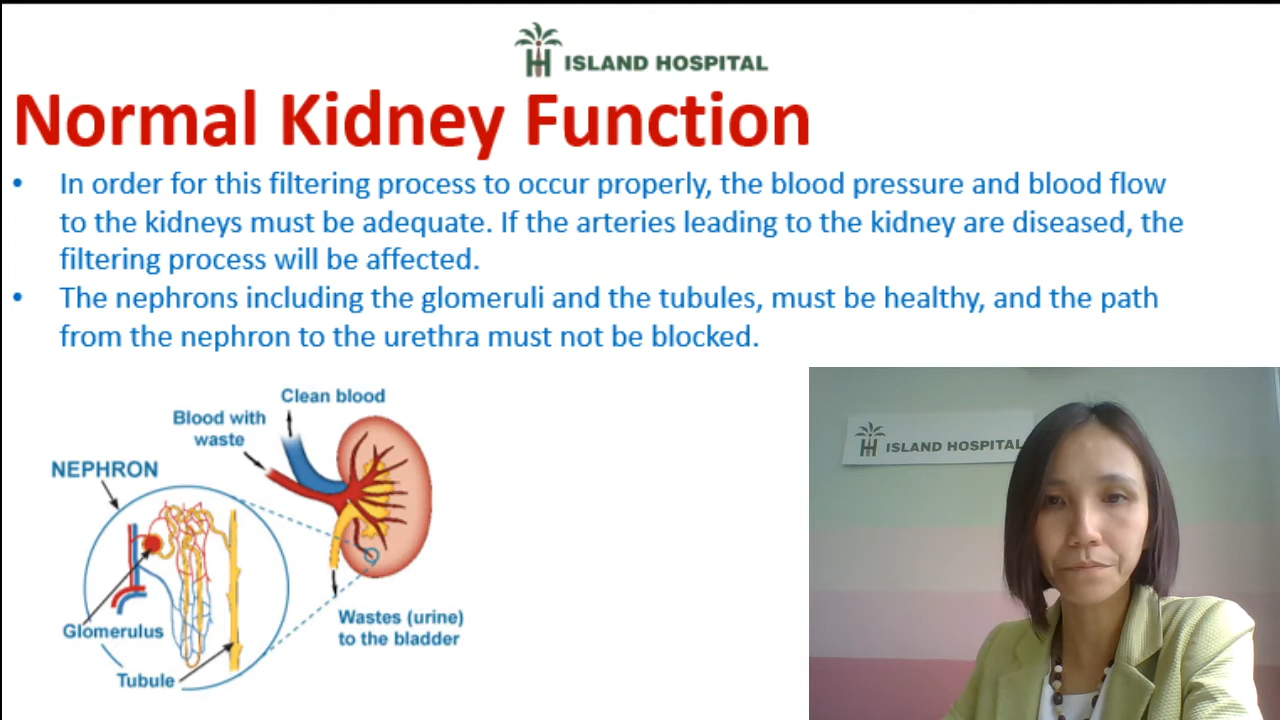 ISLAND HOSPITAL
Normal Kidney Function
• In order for this filtering process to occur properly, the blood pressure and blood flow
to the kidneys must be adequate. If the arteries leading to the kidney are diseased, the
filtering process will be affected.
• The nephrons including the glomeruli and the tubules, must be healthy, and the path
from the nephron to the urethra must not be blocked.
Clean blood
Blood with
waste
NEPHRON
Glomerulus
Tubule
Wastes (urine)
to the bladder
ISLAND HOSPITAL